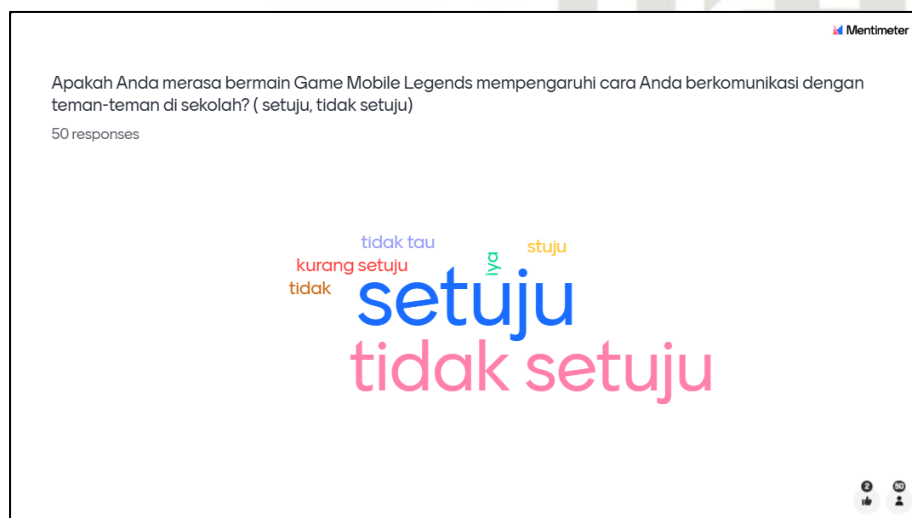 Mentimeter
Apakah Anda merasa bermain Game Mobile Legends mempengaruhi cara Anda berkomunikasi dengan
teman-teman di sekolah? ( setuju, tidak setuju)
50 responses
tidak tau
iya
stuju
kurang setuju
tidak
setuju
tidak setuju
2
50